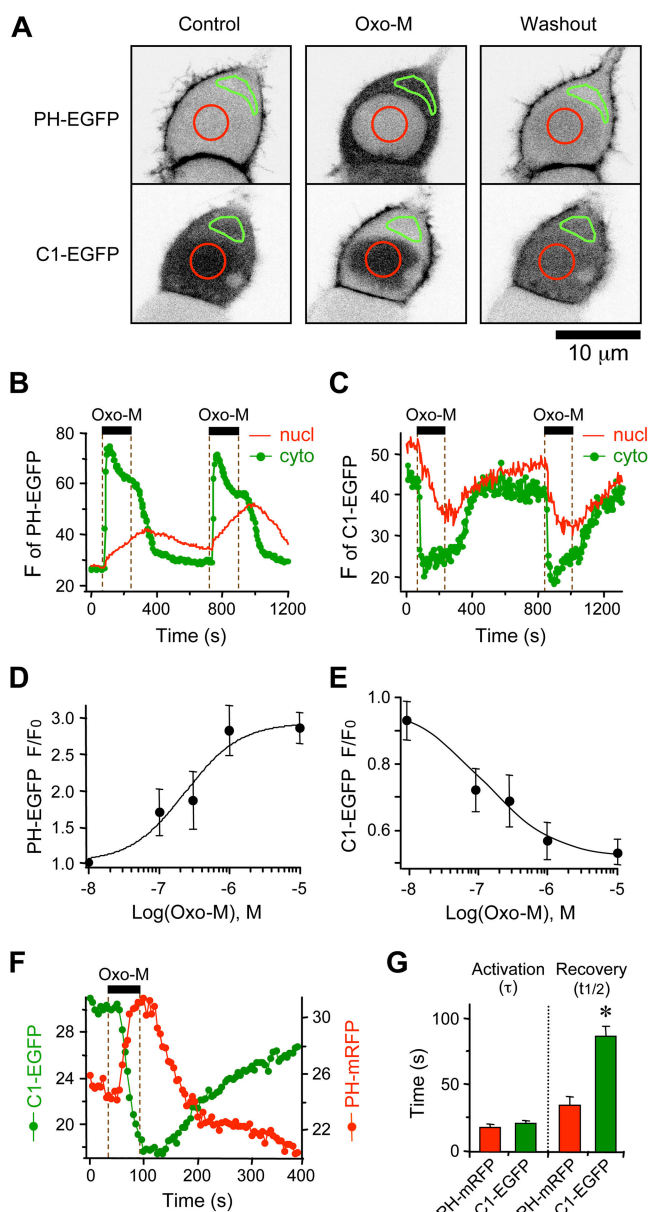 A
Control Oxo-M Washout
PH-EGFP
C1-EGFP
10 μm
B
Oxo-M Oxo-M
nucl
cyto
80
60
40
20
F of PH-EGFP
0 400 800 1200
Time (s)
C
Oxo-M Oxo-M
nucl
cyto
50
40
30
20
F of C1-EGFP
0 400 800 1200
Time (s)
D
3.0
2.5
2.0
1.5
1.0
PH-EGFP F/F0
-8 -7 -6 -5
Log(Oxo-M), M
E
1.0
0.8
0.6
C1-EGFP F/F0
-8 -7 -6 -5
Log(Oxo-M), M
F
Oxo-M
28
24
20
C1-EGFP
30
28
26
24
22
PH-mRFP
0 100 200 300 400
Time (s)
G
Activation (τ)
Recovery (t1/2)
*
100
50
0
Time (s)
PH-mRFP
C1-EGFP
PH-mRFP
C1-EGFP